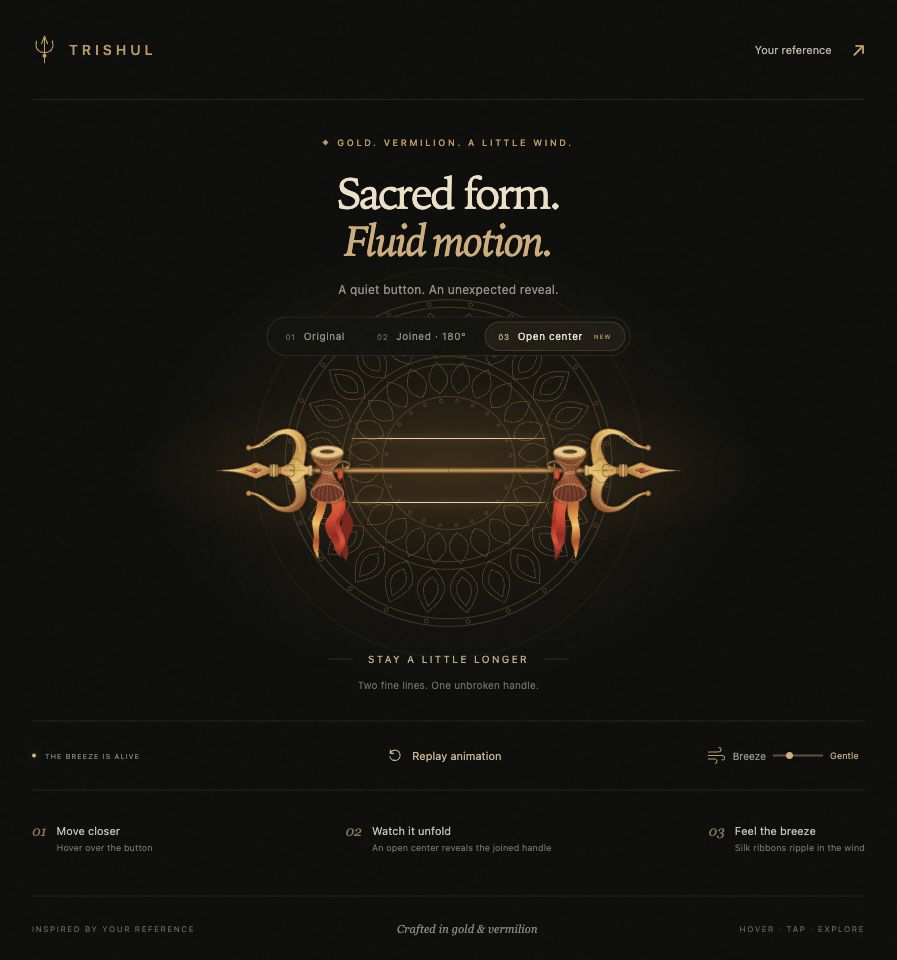 TRISHUL
Your reference
GOLD. VERMILION. A LITTLE WIND.
Sacred form.
Fluid motion.
A quiet button. An unexpected reveal.
01 Original
02 Joined · 180°
03 Open center NEW
STAY A LITTLE LONGER
Two fine lines. One unbroken handle.
THE BREEZE IS ALIVE
Replay animation
Breeze
Gentle
01 Move closer
Hover over the button
02 Watch it unfold
An open center reveals the joined handle
03 Feel the breeze
Silk ribbons ripple in the wind
INSPIRED BY YOUR REFERENCE
Crafted in gold & vermilion
HOVER · TAP · EXPLORE